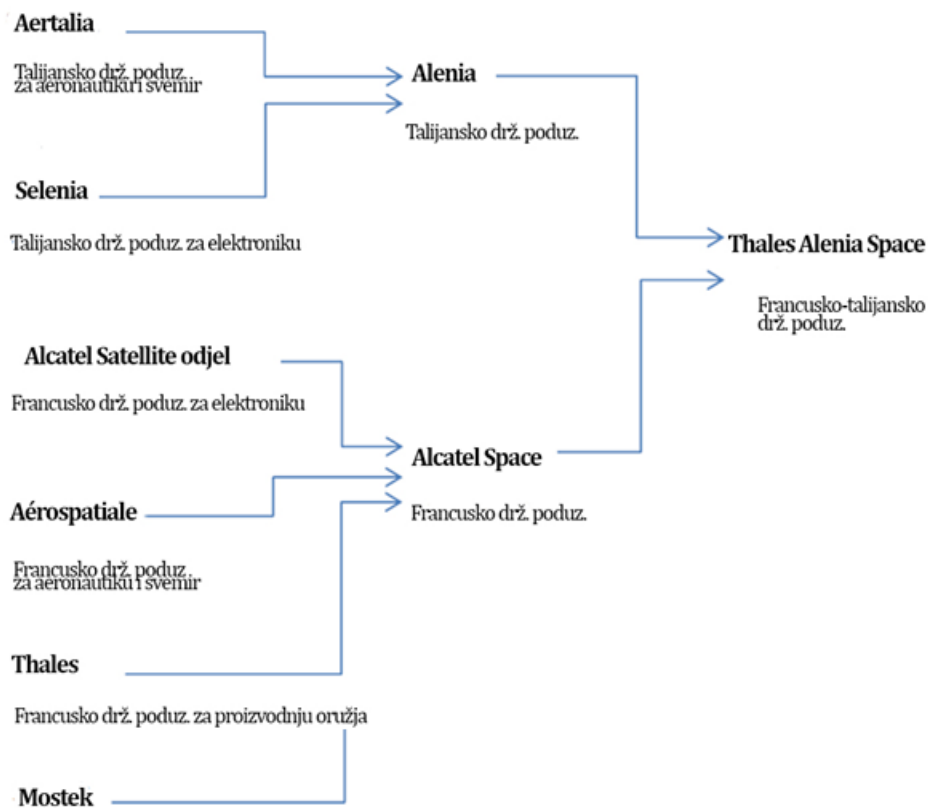 Aertalia
Talijansko drž. poduz.
za aeronautiku i svemir
Alenia
Talijansko drž. poduz.
Selenia
Talijansko drž. poduz. za elektroniku
Thales Alenia Space
Francusko-talijansko
drž. poduz.
Alcatel Satellite odjel
Francusko drž. poduz. za elektroniku
Alcatel Space
Francusko drž. poduz.
Aérospatiale
Francusko drž. poduz
za aeronautiku i svemir
Thales
Francusko drž. poduz. za proizvodnju oružja
Mostek